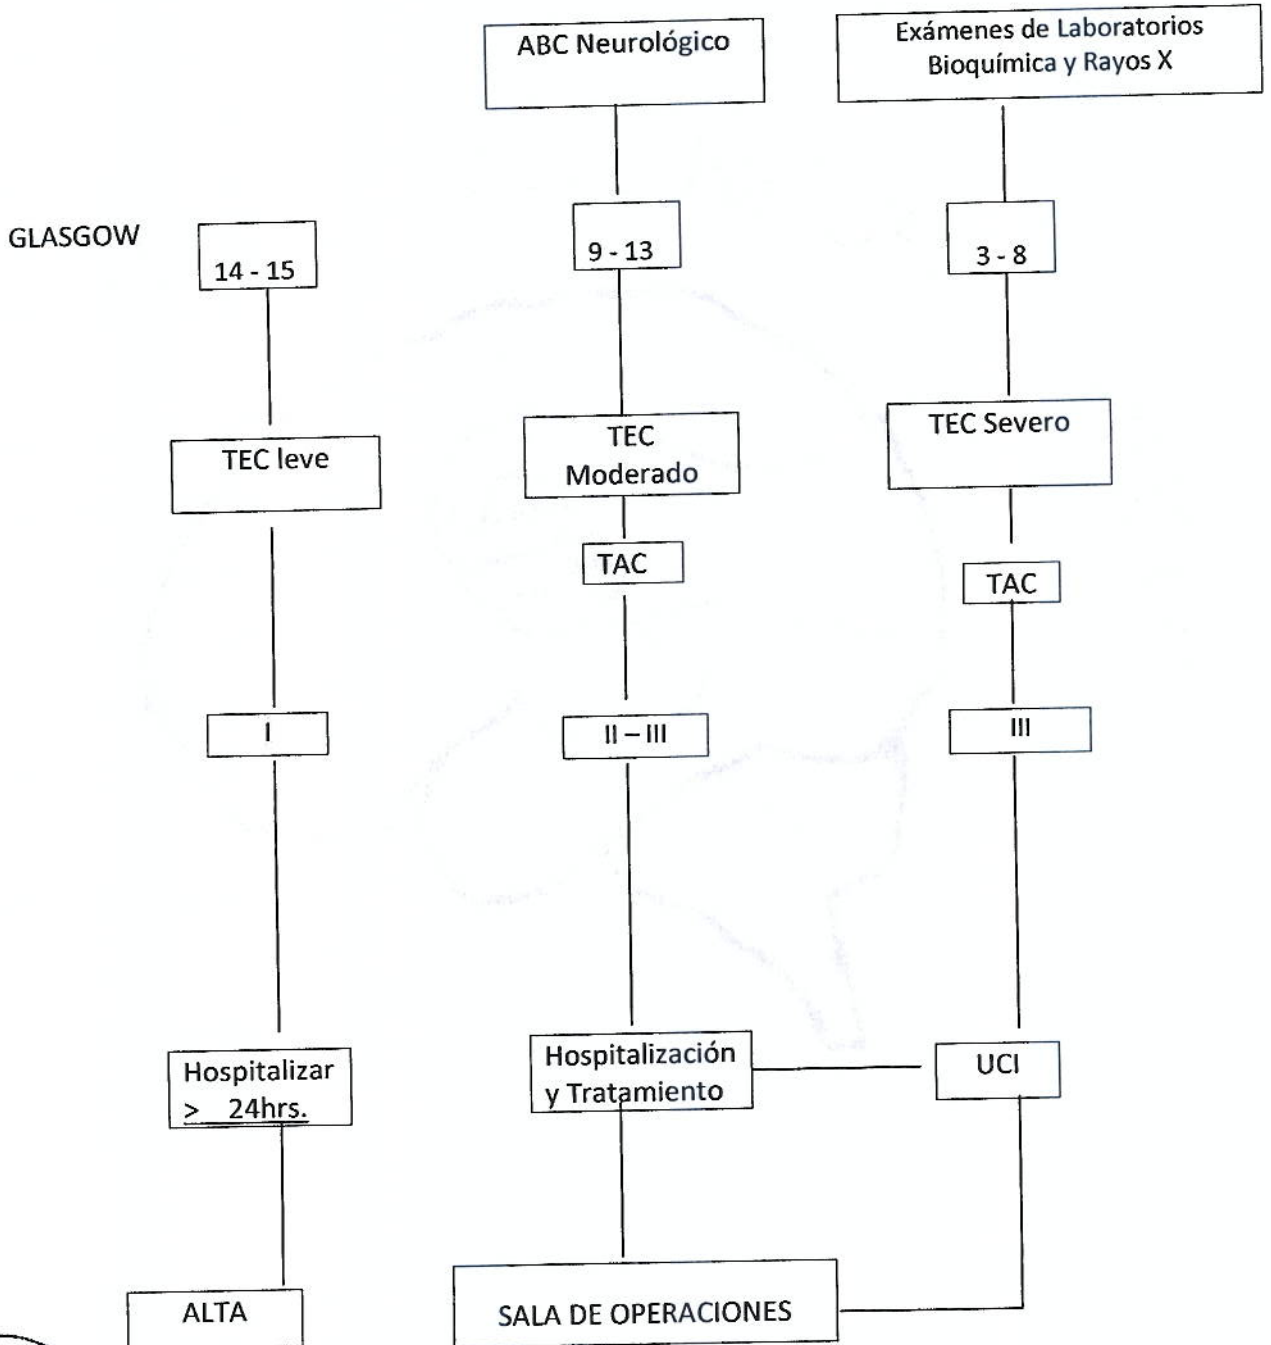 ABC Neurológico
Exámenes de Laboratorios
Bioquímica y Rayos X
GLASGOW
14 - 15
9 - 13
3 - 8
TEC leve
TEC
Moderado
TEC Severo
TAC
TAC
I
II – III
III
Hospitalizar
> 24hrs.
Hospitalización
y Tratamiento
UCI
ALTA
SALA DE OPERACIONES